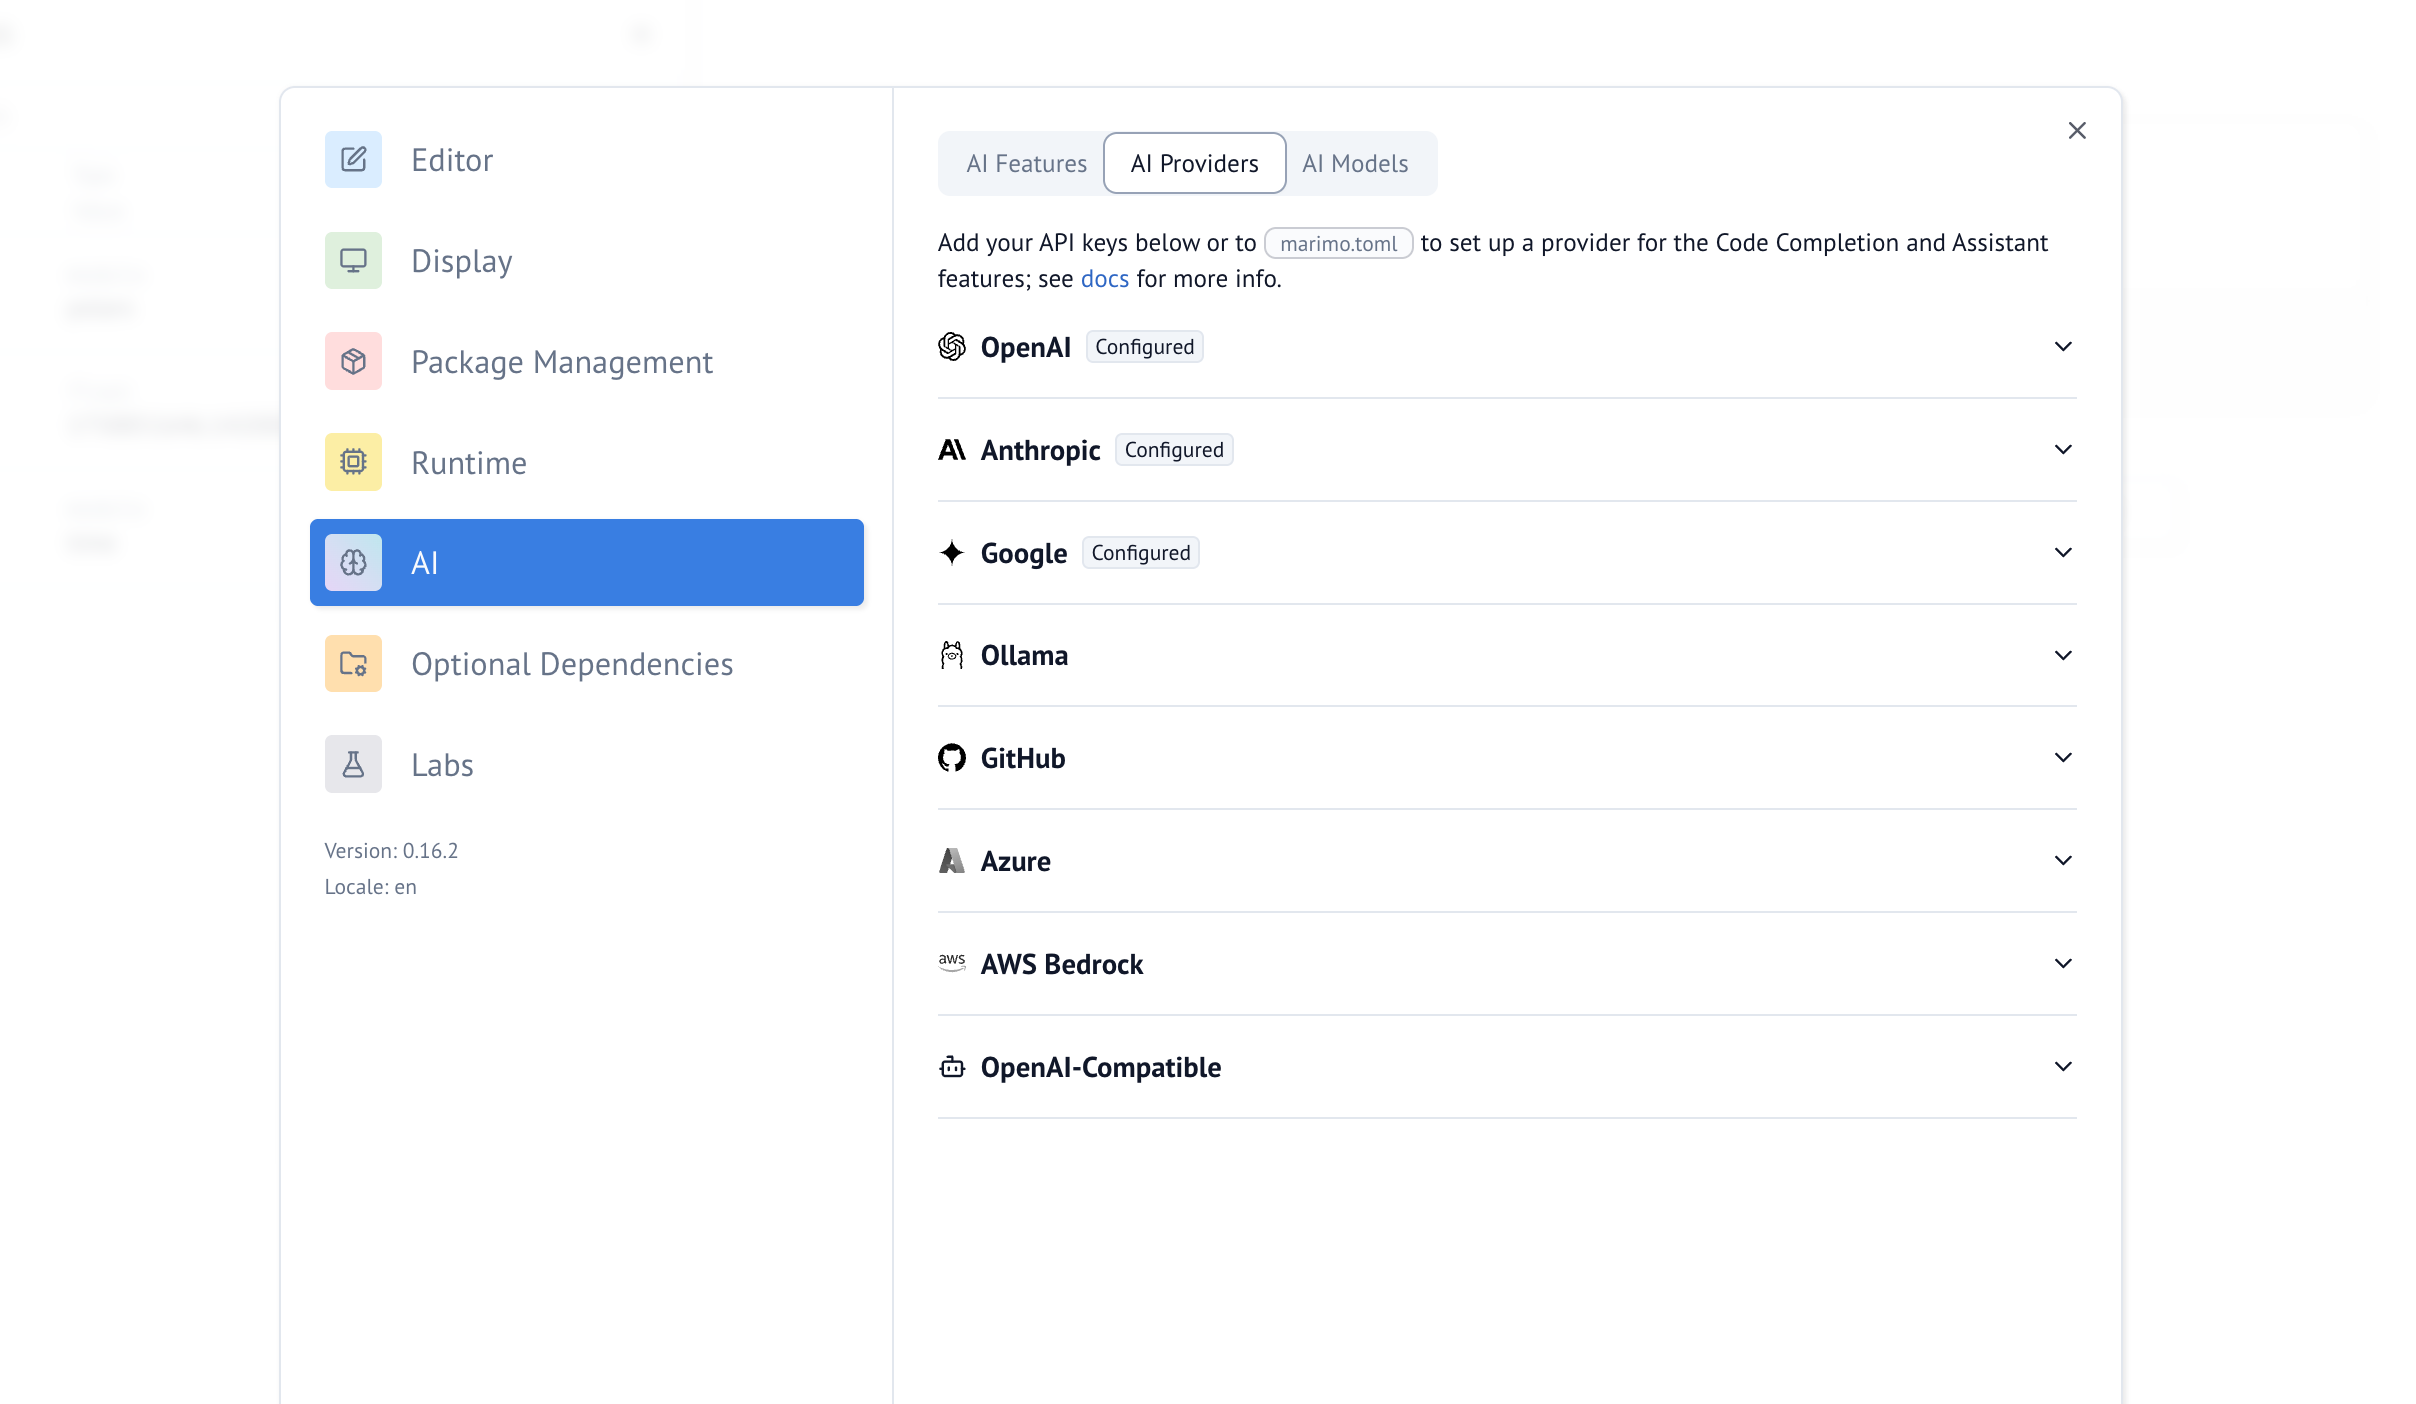 Editor
Display
Package Management
Runtime
AI
Optional Dependencies
Labs
Version: 0.16.2
Locale: en
AI Features AI Providers AI Models
Add your API keys below or to marimo.toml to set up a provider for the Code Completion and Assistant
features; see docs for more info.
OpenAI Configured
Anthropic Configured
Google Configured
Ollama
GitHub
Azure
aws AWS Bedrock
OpenAI-Compatible